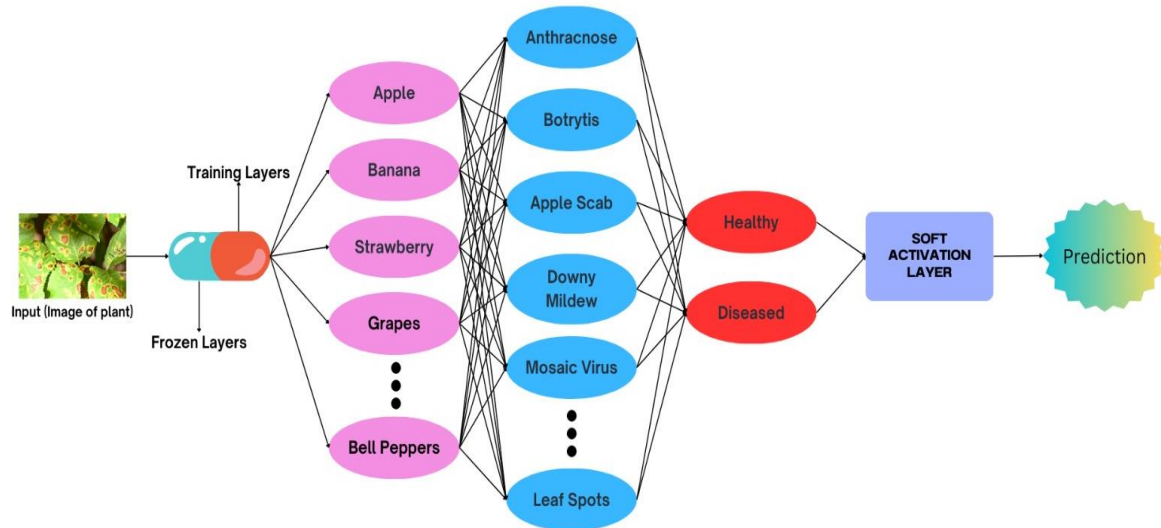 Input (Image of plant)
Training Layers
Frozen Layers
Apple
Banana
Strawberry
Grapes
Bell Peppers
Anthracnose
Botrytis
Apple Scab
Downy
Mildew
Mosaic Virus
Leaf Spots
Healthy
Diseased
SOFT
ACTIVATION
LAYER
Prediction